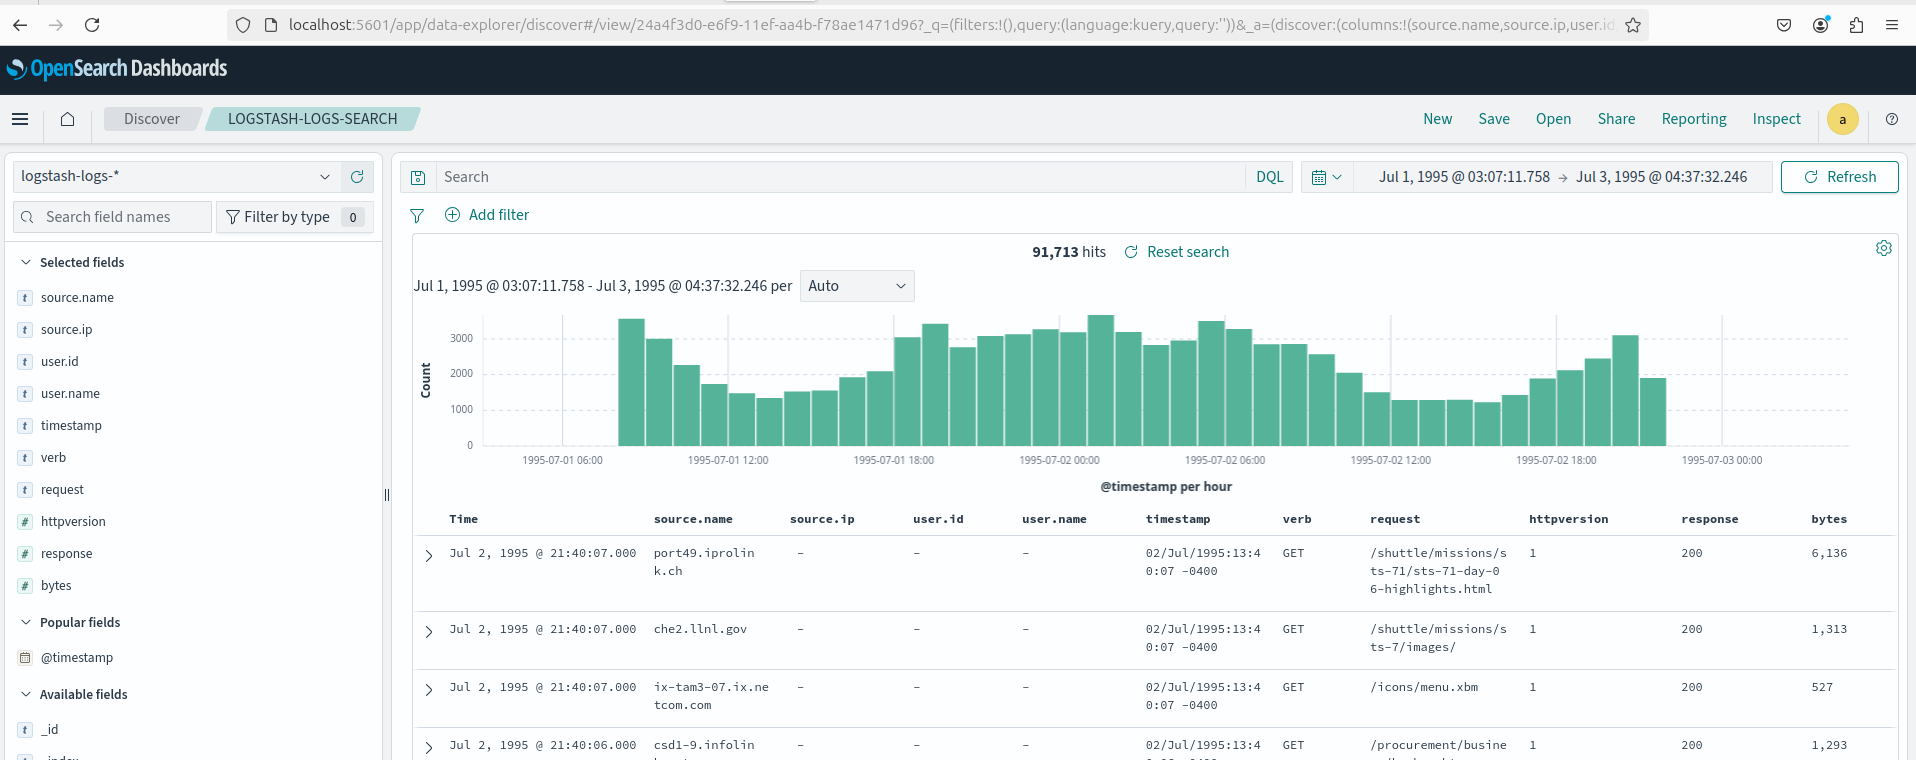 localhost:5601/app/data-explorer/discover#/view/24a4f3d0-e6f9-11ef-aa4b-f78ae1471d96?_q=(filters:!(),query:(language:kuery,query:''))&_a=(discover:(columns:!(source.name,source.ip,user.id
OpenSearch Dashboards
Discover LOGSTASH-LOGS-SEARCH New Save Open Share Reporting Maps Inspect a
logstash-logs-*
Search DQL Jul 1, 1995 @ 03:07:11.758 → Jul 3, 1995 @ 04:37:32.246 Refresh
Search field names Filter by type 0
Add filter
91,713 hits Reset search
Jul 1, 1995 @ 03:07:11.758 - Jul 3, 1995 @ 04:37:32.246 per Auto
Selected fields
t source.name
t source.ip
t user.id
t user.name
t timestamp
t verb
t request
# httpversion
# response
# bytes
Popular fields
@timestamp
Available fields
t _id
Count
3000
2000
1000
0
1995-07-01 06:00 1995-07-01 12:00 1995-07-01 18:00 1995-07-02 00:00 1995-07-02 06:00 1995-07-02 12:00 1995-07-02 18:00 1995-07-03 00:00
@timestamp per hour
Time source.name source.ip user.id user.name timestamp verb request httpversion response bytes
Jul 2, 1995 @ 21:40:07.000 port49.iprolin – – – 02/Jul/1995:13:4 GET /shuttle/missions/s 1 200 6,136
k.ch 0:07 -0400 ts-71/sts-71-day-0
6-highlights.html
Jul 2, 1995 @ 21:40:07.000 che2.llnl.gov – – – 02/Jul/1995:13:4 GET /shuttle/missions/s 1 200 1,313
0:07 -0400 ts-7/images/
Jul 2, 1995 @ 21:40:07.000 ix-tam3-07.ix.ne – – – 02/Jul/1995:13:4 GET /icons/menu.xbm 1 200 527
tcom.com 0:07 -0400
Jul 2, 1995 @ 21:40:06.000 csd1-9.infolin – – – 02/Jul/1995:13:4 GET /procurement/busine 1 200 1,293